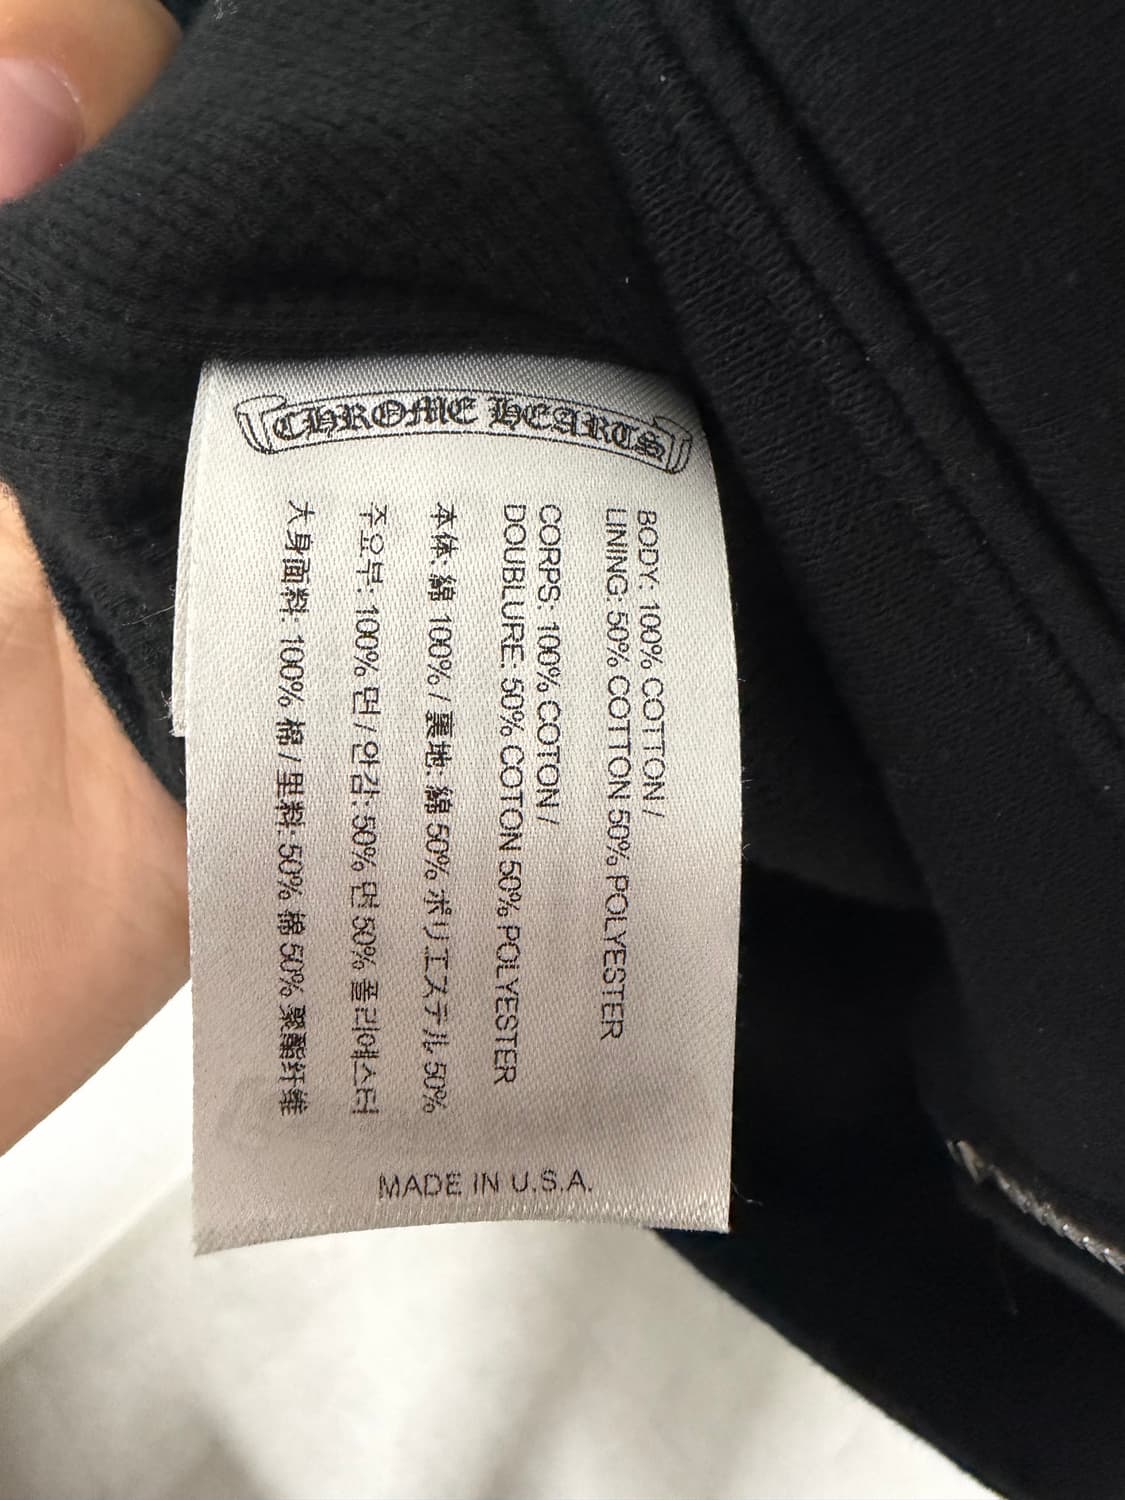 CHROME HEARTS
BODY: 100% COTTON /
LINING: 50% COTTON 50% POLYESTER
CORPS: 100% COTON /
DOUBLURE: 50% COTON 50% POLYESTER
本体: 綿 100% / 裏地: 綿 50% ポリエステル 50%
주요부: 100% 면 / 안감: 50% 면 50% 폴리에스터
大身面料: 100% 棉 / 里料: 50% 棉 50% 聚酯纤维
MADE IN U.S.A.